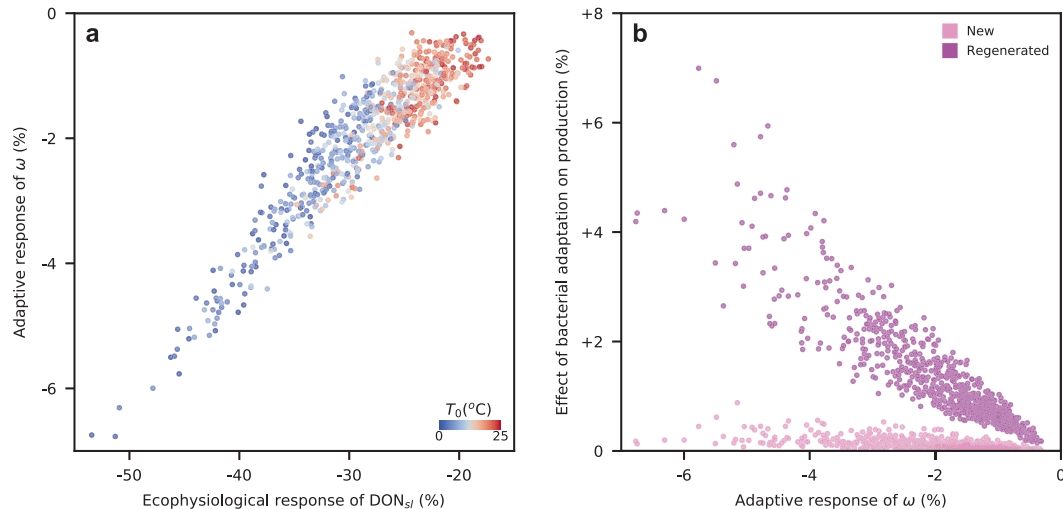 a
0
-2
-4
-6
Adaptive response of ω (%)
-50
-40
-30
-20
Ecophysiological response of DONsl (%)
T0(°C)
0
25
b
New
Regenerated
+8
+6
+4
+2
0
Effect of bacterial adaptation on production (%)
-6
-4
-2
0
Adaptive response of ω (%)